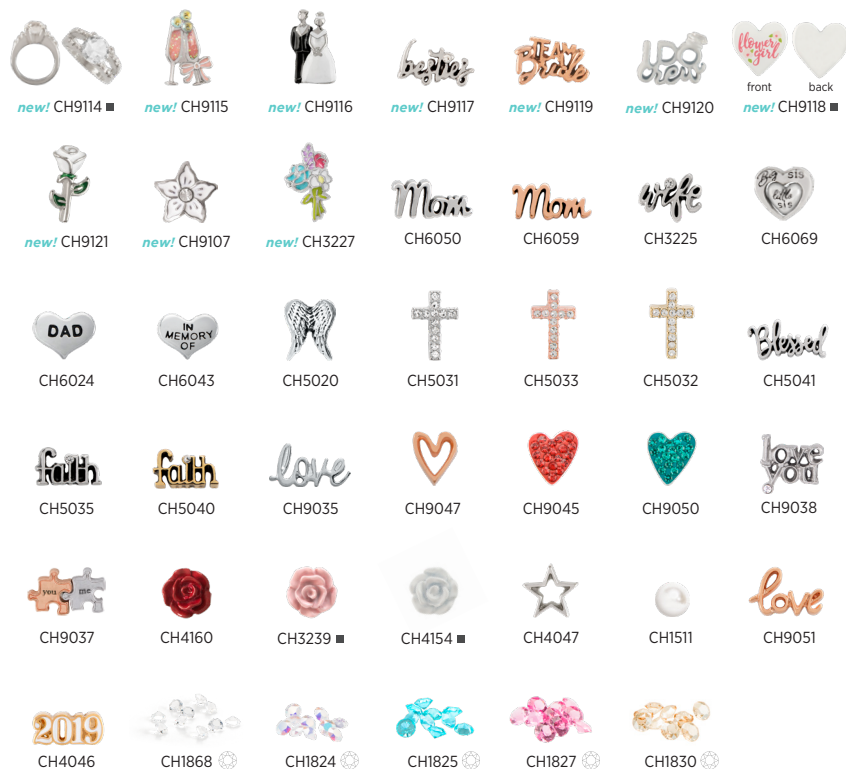 besties
TEAM
Bride
I DO
crew
flower
girl
front
back
new! CH9114
new! CH9115
new! CH9116
new! CH9117
new! CH9119
new! CH9120
new! CH9118
Mom
Mom
wife
Big sis
little
sis
new! CH9121
new! CH9107
new! CH3227
CH6050
CH6059
CH3225
CH6069
DAD
IN
MEMORY
OF
Blessed
CH6024
CH6043
CH5020
CH5031
CH5033
CH5032
CH5041
faith
faith
love
love
you
CH5035
CH5040
CH9035
CH9047
CH9045
CH9050
CH9038
you
me
love
CH9037
CH4160
CH3239
CH4154
CH4047
CH1511
CH9051
2019
CH4046
CH1868
CH1824
CH1825
CH1827
CH1830